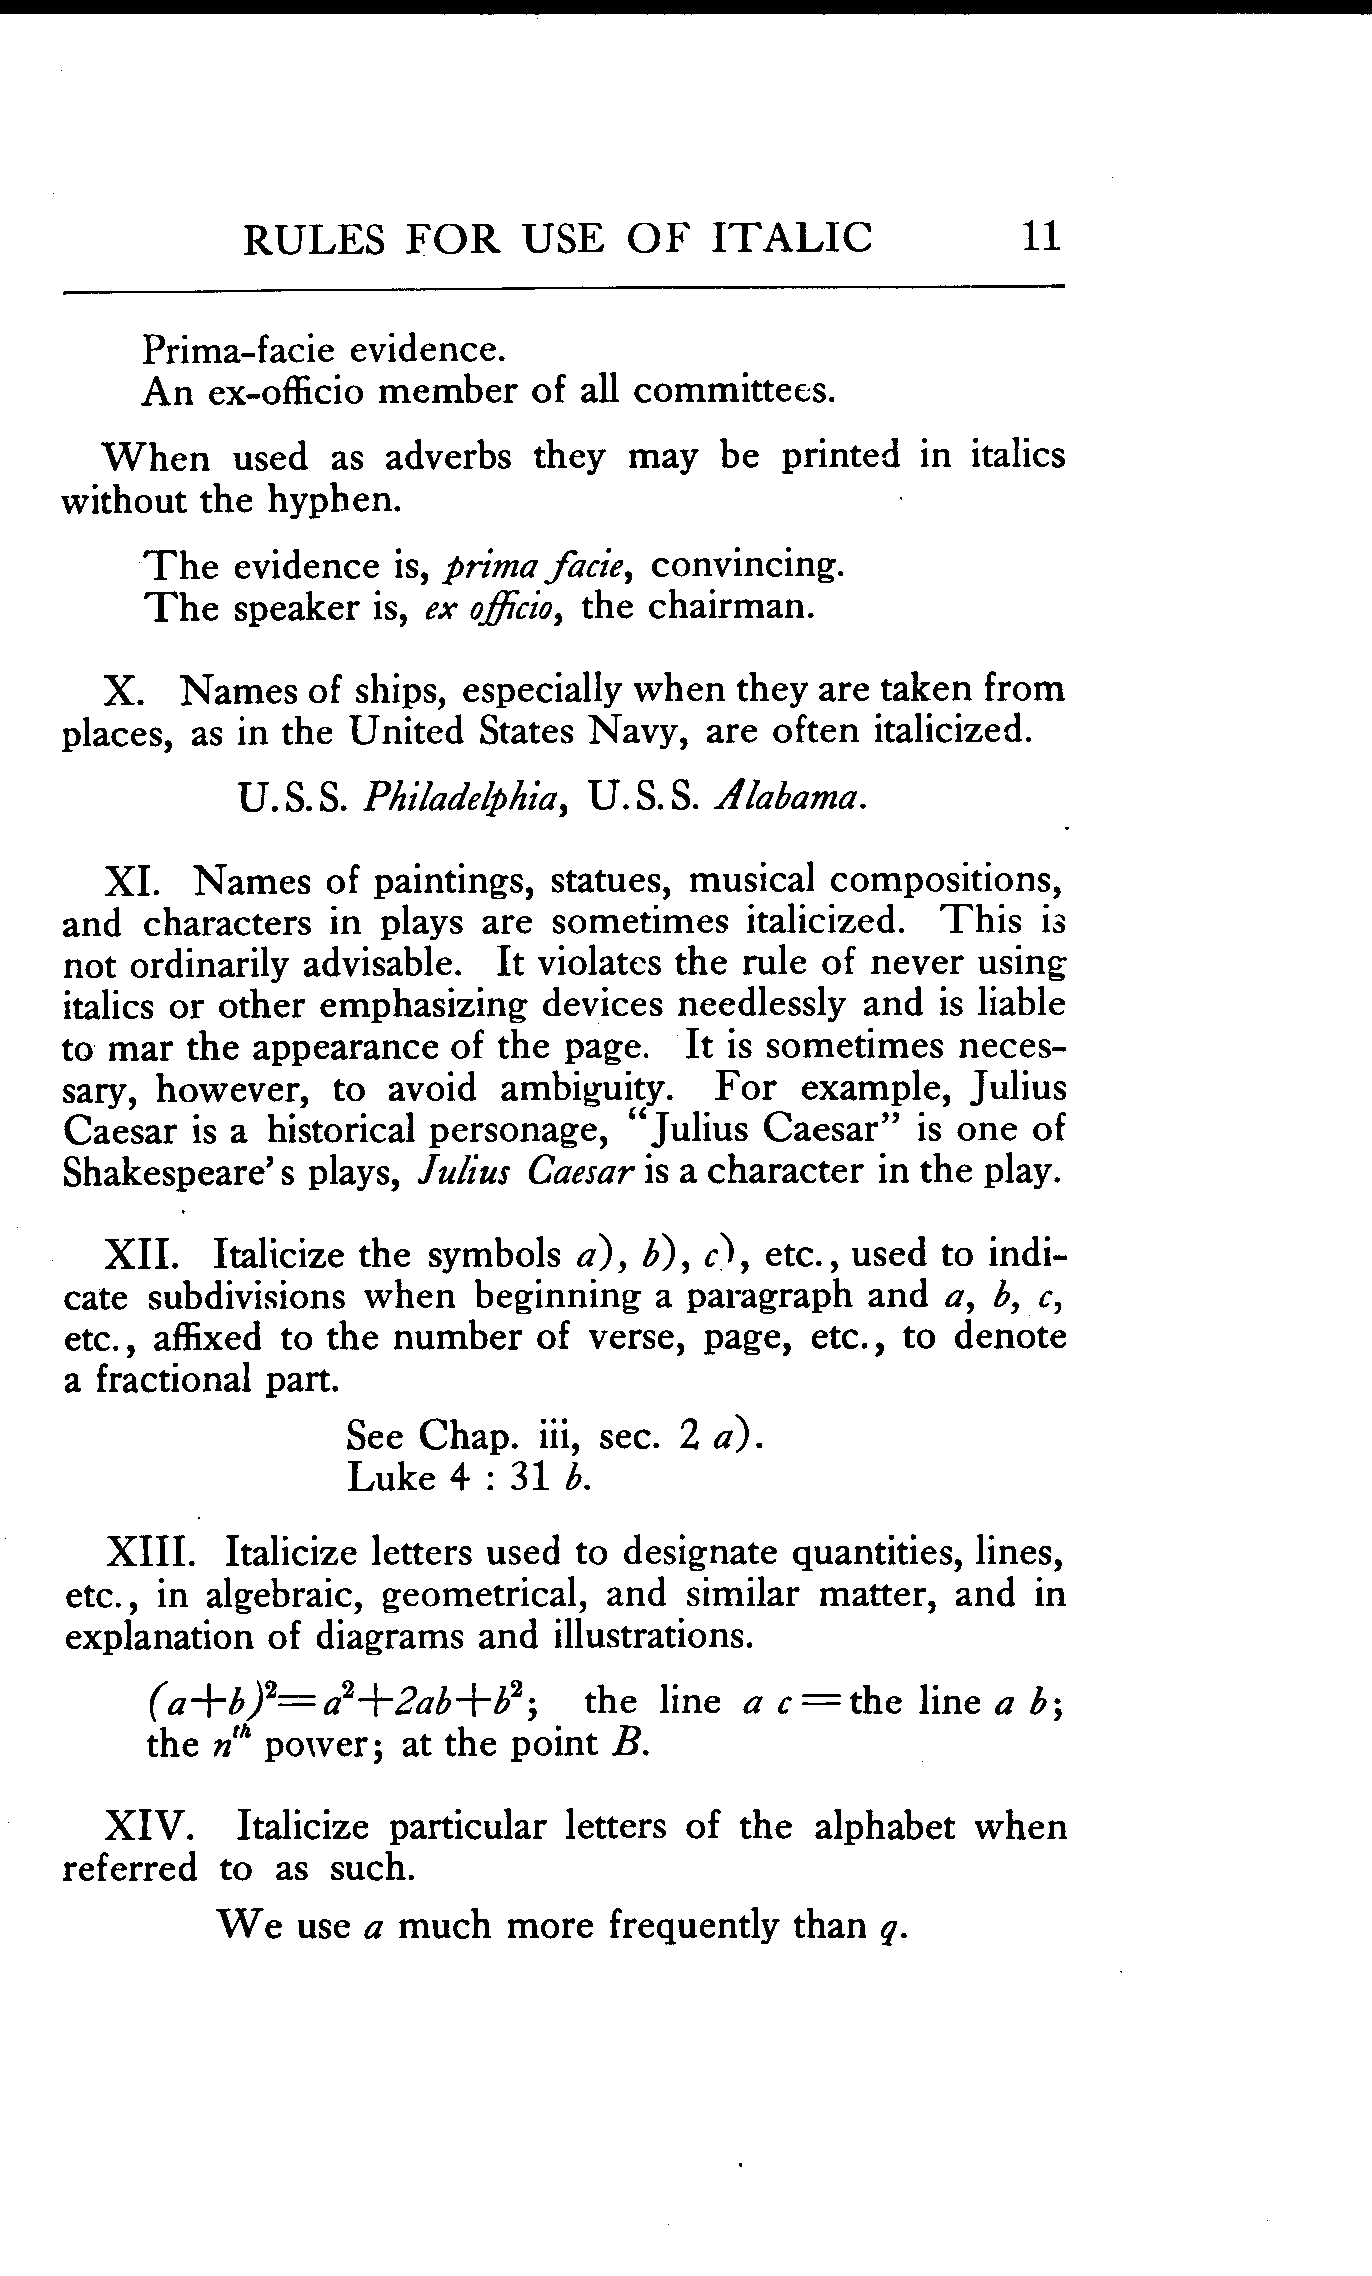 RULES FOR USE OF ITALIC 11
Prima-facie evidence.
An ex-officio member of all committees.
When used as adverbs they may be printed in italics
without the hyphen.
The evidence is, prima facie, convincing.
The speaker is, ex officio, the chairman.
X. Names of ships, especially when they are taken from
places, as in the United States Navy, are often italicized.
U.S.S. Philadelphia, U.S.S. Alabama.
XI. Names of paintings, statues, musical compositions,
and characters in plays are sometimes italicized. This is
not ordinarily advisable. It violates the rule of never using
italics or other emphasizing devices needlessly and is liable
to mar the appearance of the page. It is sometimes neces-
sary, however, to avoid ambiguity. For example, Julius
Caesar is a historical personage, "Julius Caesar" is one of
Shakespeare's plays, Julius Caesar is a character in the play.
XII. Italicize the symbols a), b), c), etc., used to indi-
cate subdivisions when beginning a paragraph and a, b, c,
etc., affixed to the number of verse, page, etc., to denote
a fractional part.
See Chap. iii, sec. 2 a).
Luke 4 : 31 b.
XIII. Italicize letters used to designate quantities, lines,
etc., in algebraic, geometrical, and similar matter, and in
explanation of diagrams and illustrations.
(a+b)²=a²+2ab+b²; the line a c=the line a b;
the nᵗʰ power; at the point B.
XIV. Italicize particular letters of the alphabet when
referred to as such.
We use a much more frequently than q.